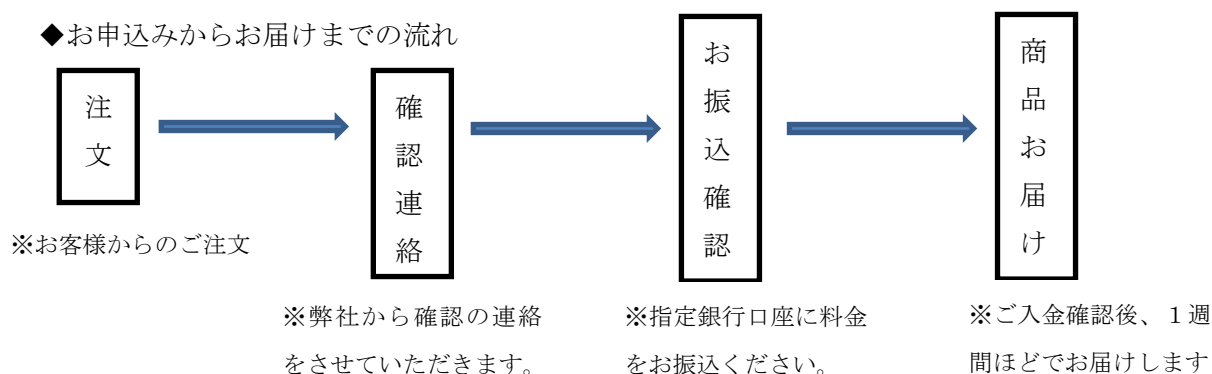 ◆お申込みからお届けまでの流れ
注文
確認連絡
お振込確認
商品お届け
※お客様からのご注文
※弊社から確認の連絡
をさせていただきます。
※指定銀行口座に料金
をお振込ください。
※ご入金確認後、１週
間ほどでお届けします